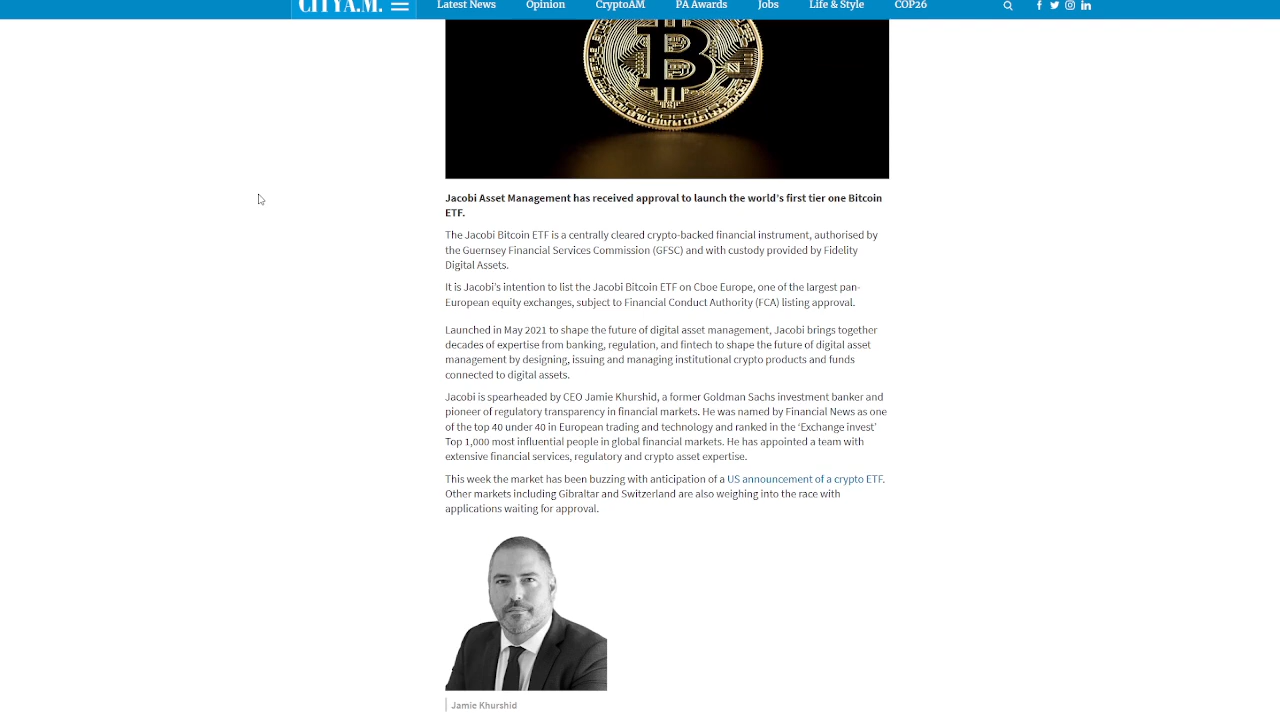 CITYA.M.
Latest News
Opinion
CryptoAM
PA Awards
Jobs
Life & Style
COP26
Jacobi Asset Management has received approval to launch the world's first tier one Bitcoin
ETF.
The Jacobi Bitcoin ETF is a centrally cleared crypto-backed financial instrument, authorised by
the Guernsey Financial Services Commission (GFSC) and with custody provided by Fidelity
Digital Assets.
It is Jacobi's intention to list the Jacobi Bitcoin ETF on Cboe Europe, one of the largest pan-
European equity exchanges, subject to Financial Conduct Authority (FCA) listing approval.
Launched in May 2021 to shape the future of digital asset management, Jacobi brings together
decades of expertise from banking, regulation, and fintech to shape the future of digital asset
management by designing, issuing and managing institutional crypto products and funds
connected to digital assets.
Jacobi is spearheaded by CEO Jamie Khurshid, a former Goldman Sachs investment banker and
pioneer of regulatory transparency in financial markets. He was named by Financial News as one
of the top 40 under 40 in European trading and technology and ranked in the 'Exchange invest'
Top 1,000 most influential people in global financial markets. He has appointed a team with
extensive financial services, regulatory and crypto asset expertise.
This week the market has been buzzing with anticipation of a US announcement of a crypto ETF.
Other markets including Gibraltar and Switzerland are also weighing into the race with
applications waiting for approval.
Jamie Khurshid